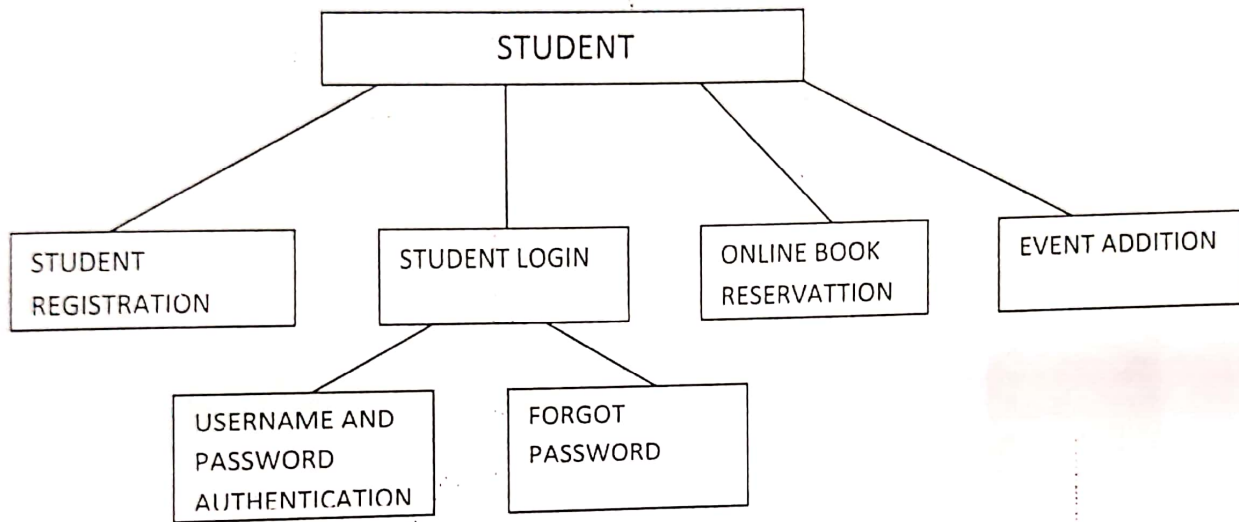 STUDENT
STUDENT
REGISTRATION
STUDENT LOGIN
ONLINE BOOK
RESERVATTION
EVENT ADDITION
USERNAME AND
PASSWORD
AUTHENTICATION
FORGOT
PASSWORD